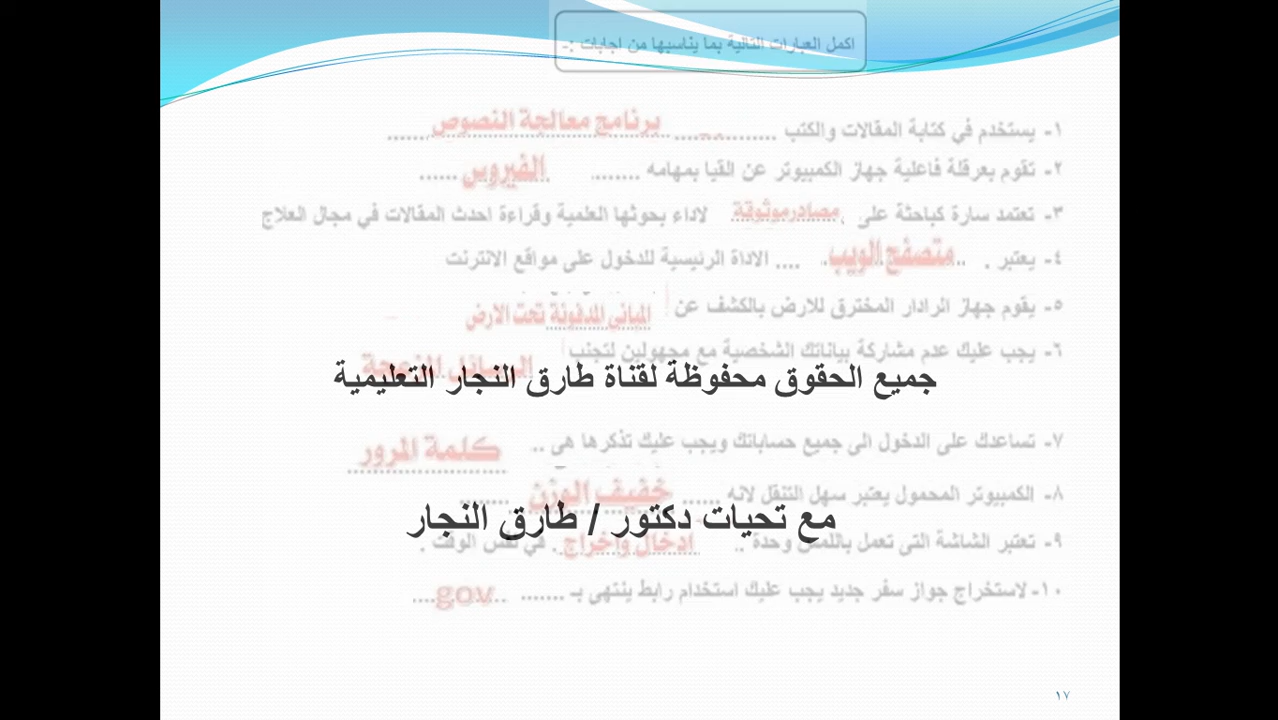 اكمل العبارات التالية بما يناسبها من اجابات :-
١- يستخدم في كتابة المقالات والكتب .............. برنامج معالجة النصوص ......
٢- تقوم بعرقلة فاعلية جهاز الكمبيوتر عن القيا بمهامه ........ الفيروس ......
٣- تعتمد سارة كباحثة على مصادر موثوقة لاداء بحوثها العلمية وقراءة احدث المقالات في مجال العلاج
٤- يعتبر . متصفح الويب .... الاداة الرئيسية للدخول على مواقع الانترنت
٥- يقوم جهاز الرادار المخترق للارض بالكشف عن المبانى المدفونة تحت الارض
٦- يجب عليك عدم مشاركة بياناتك الشخصية مع مجهولين لتجنب الرسائل المزعجة
جميع الحقوق محفوظة لقناة طارق النجار التعليمية
٧- تساعدك على الدخول الى جميع حساباتك ويجب عليك تذكرها هى .. كلمة المرور
٨- الكمبيوتر المحمول يعتبر سهل التنقل لانه ...... خفيف الوزن ........
مع تحيات دكتور / طارق النجار
٩- تعتبر الشاشة التى تعمل باللمس وحدة .. ادخال واخراج . في نفس الوقت .
١٠- لاستخراج جواز سفر جديد يجب عليك استخدام رابط ينتهى بـ ....... gov ....
١٧